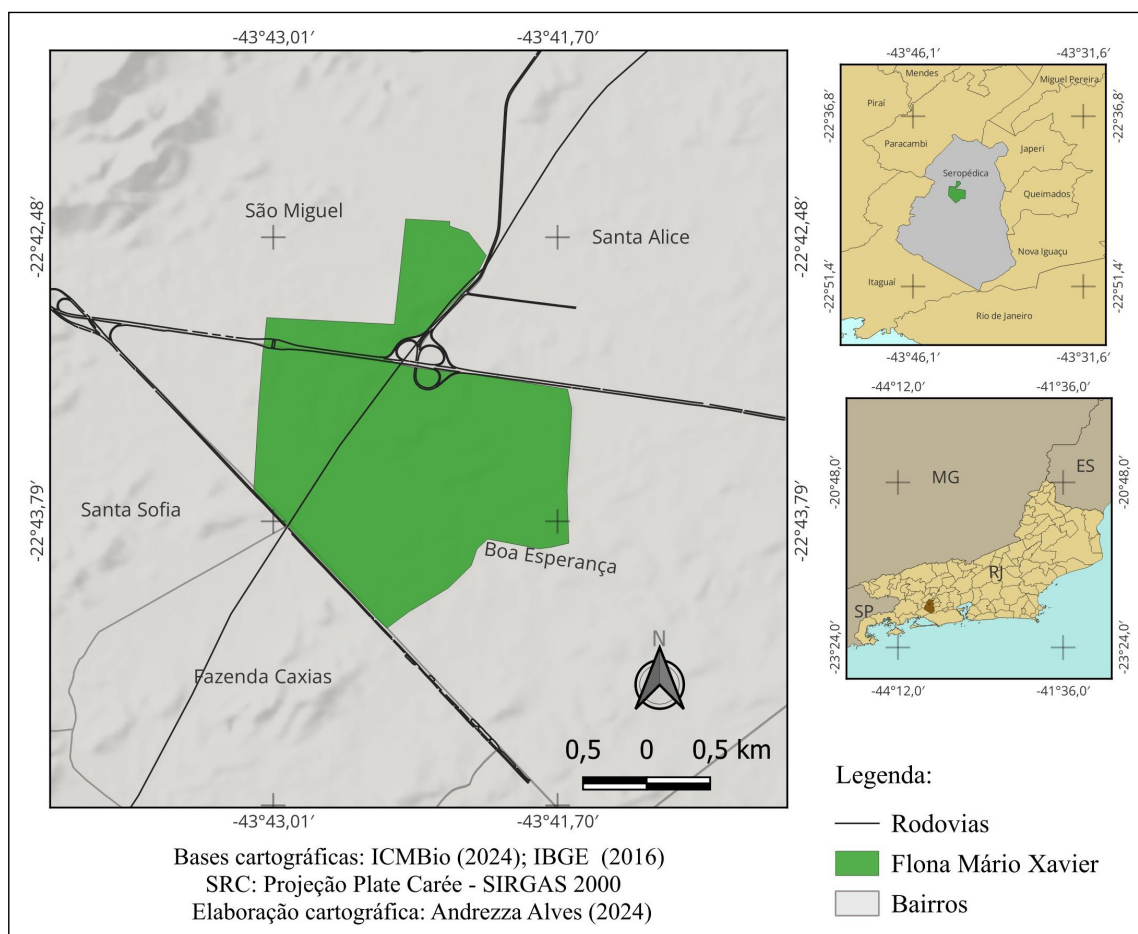 -43°43,01′
-43°41,70′
-22°42,48′
-22°42,48′
São Miguel
Santa Alice
-22°43,79′
-22°43,79′
Santa Sofia
Boa Esperança
Fazenda Caxias
N
0,5 0 0,5 km
-43°43,01′
-43°41,70′
-43°46,1′
-43°31,6′
-22°36,8′
-22°36,8′
Mendes
Miguel Pereira
Piraí
Paracambi
Japeri
Seropédica
Queimados
Nova Iguaçu
-22°51,4′
-22°51,4′
Itaguaí
Rio de Janeiro
-43°46,1′
-43°31,6′
-44°12,0′
-41°36,0′
-20°48,0′
-20°48,0′
MG
ES
RJ
SP
-23°24,0′
-23°24,0′
-44°12,0′
-41°36,0′
Legenda:
Rodovias
Flona Mário Xavier
Bairros
Bases cartográficas: ICMBio (2024); IBGE (2016)
SRC: Projeção Plate Carée - SIRGAS 2000
Elaboração cartográfica: Andrezza Alves (2024)